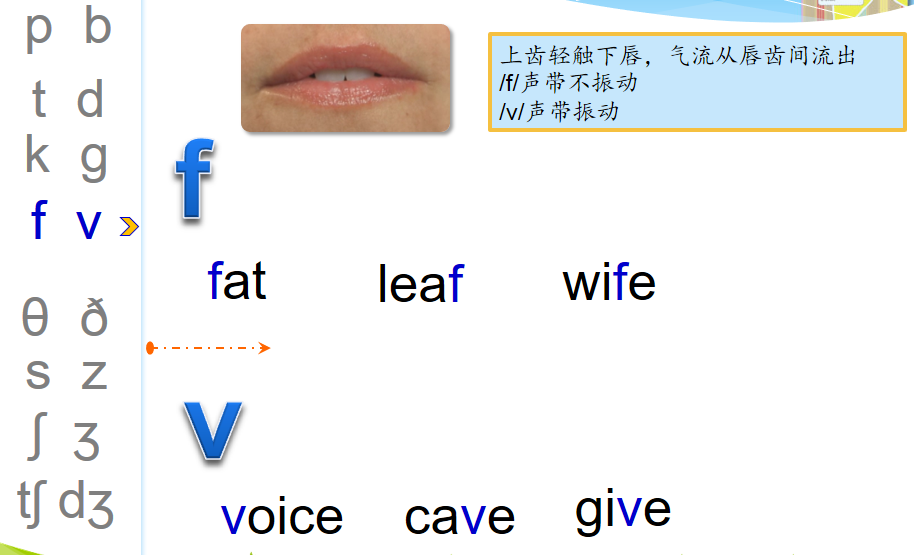 p b
t d
k g
f v
θ ð
s z
ʃ ʒ
tʃ dʒ
上齿轻触下唇，气流从唇齿间流出
/f/声带不振动
/v/声带振动
f
fat leaf wife
v
voice cave give